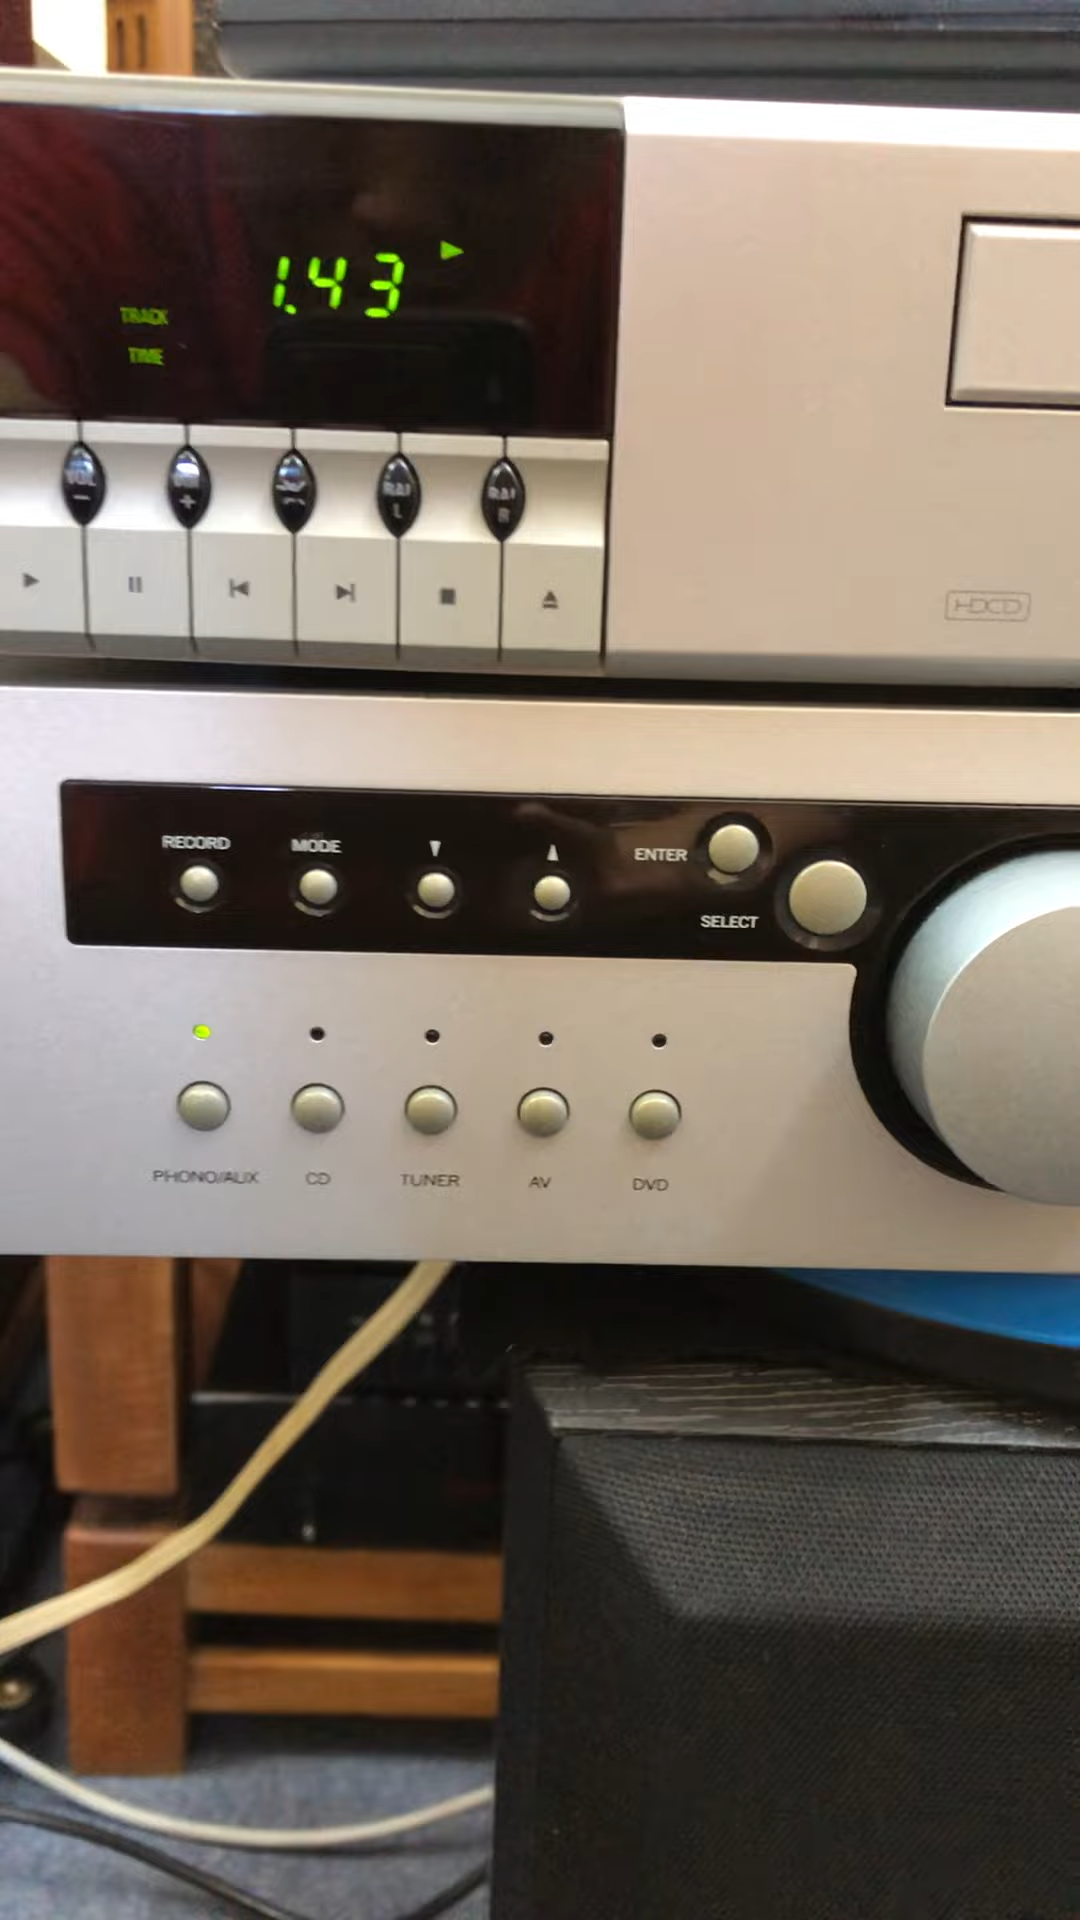 1.43
TRACK
TIME
VOL
−
+
L
R
HDCD
RECORD
MODE
ENTER
SELECT
PHONO/AUX
CD
TUNER
AV
DVD